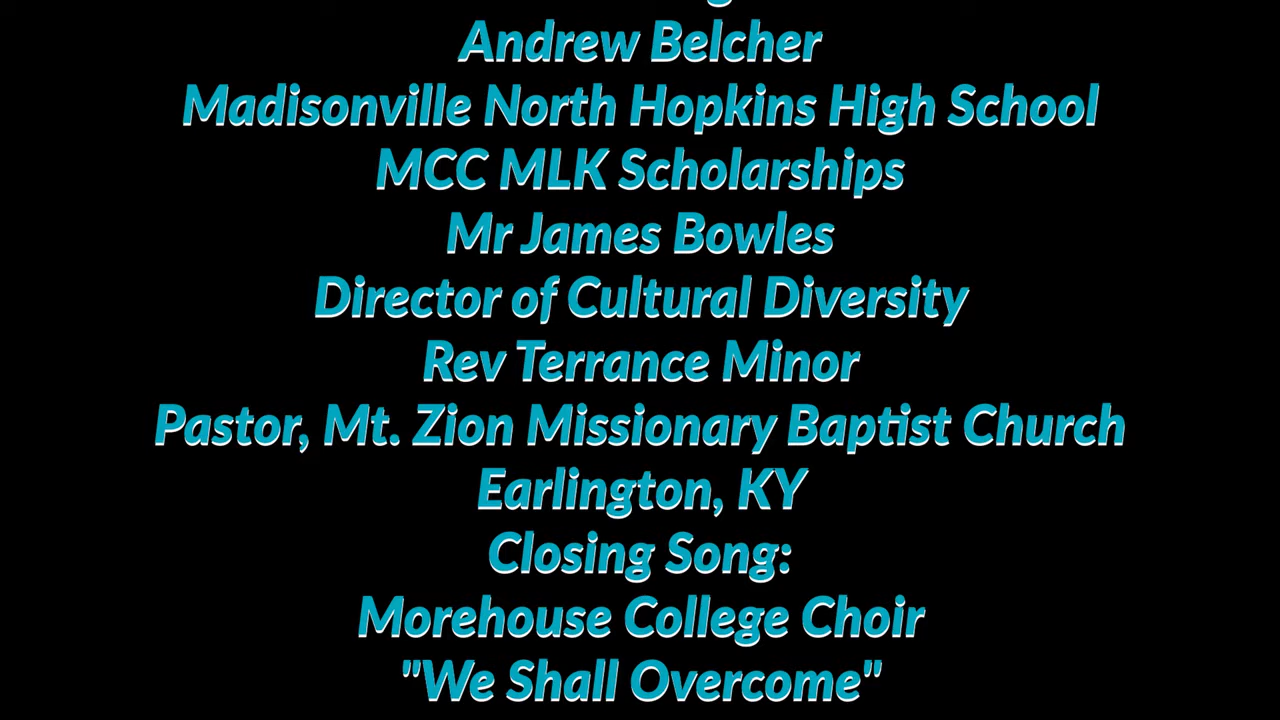 Andrew Belcher
Madisonville North Hopkins High School
MCC MLK Scholarships
Mr James Bowles
Director of Cultural Diversity
Rev Terrance Minor
Pastor, Mt. Zion Missionary Baptist Church
Earlington, KY
Closing Song:
Morehouse College Choir
"We Shall Overcome"